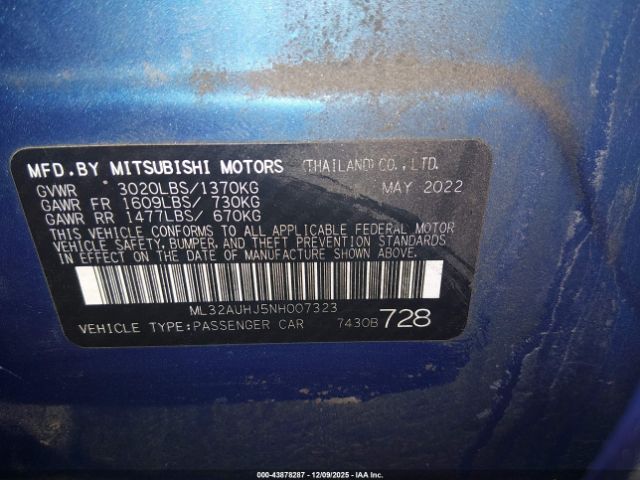 MFD.BY MITSUBISHI MOTORS (THAILAND)CO.,LTD.
GVWR 3020LBS/1370KG MAY 2022
GAWR FR 1609LBS/ 730KG
GAWR RR 1477LBS/ 670KG
THIS VEHICLE CONFORMS TO ALL APPLICABLE FEDERAL MOTOR
VEHICLE SAFETY, BUMPER, AND THEFT PREVENTION STANDARDS
IN EFFECT ON THE DATE OF MANUFACTURE SHOWN ABOVE.
ML32AUHJ5NH007323
VEHICLE TYPE:PASSENGER CAR 7430B 728
000-43878287 - 12/09/2025 - IAA Inc.